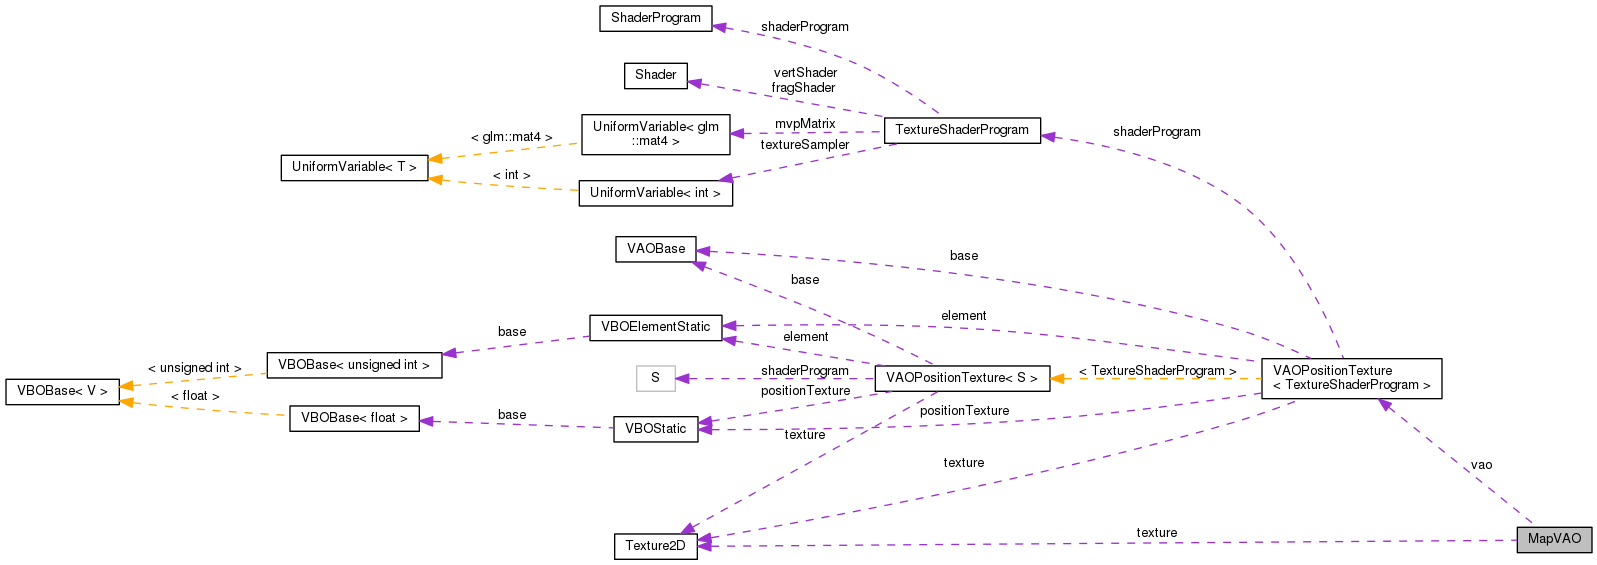 ShaderProgram
shaderProgram
Shader
vertShader
fragShader
UniformVariable< glm
::mat4 >
mvpMatrix
TextureShaderProgram
shaderProgram
< glm::mat4 >
UniformVariable< T >
textureSampler
< int >
UniformVariable< int >
VAOBase
base
base
VBOElementStatic
element
element
base
VBOBase< unsigned int >
< unsigned int >
VBOBase< V >
< float >
VBOBase< float >
base
S
shaderProgram
positionTexture
VAOPositionTexture< S >
< TextureShaderProgram >
VAOPositionTexture
< TextureShaderProgram >
positionTexture
VBOStatic
texture
texture
vao
Texture2D
texture
MapVAO